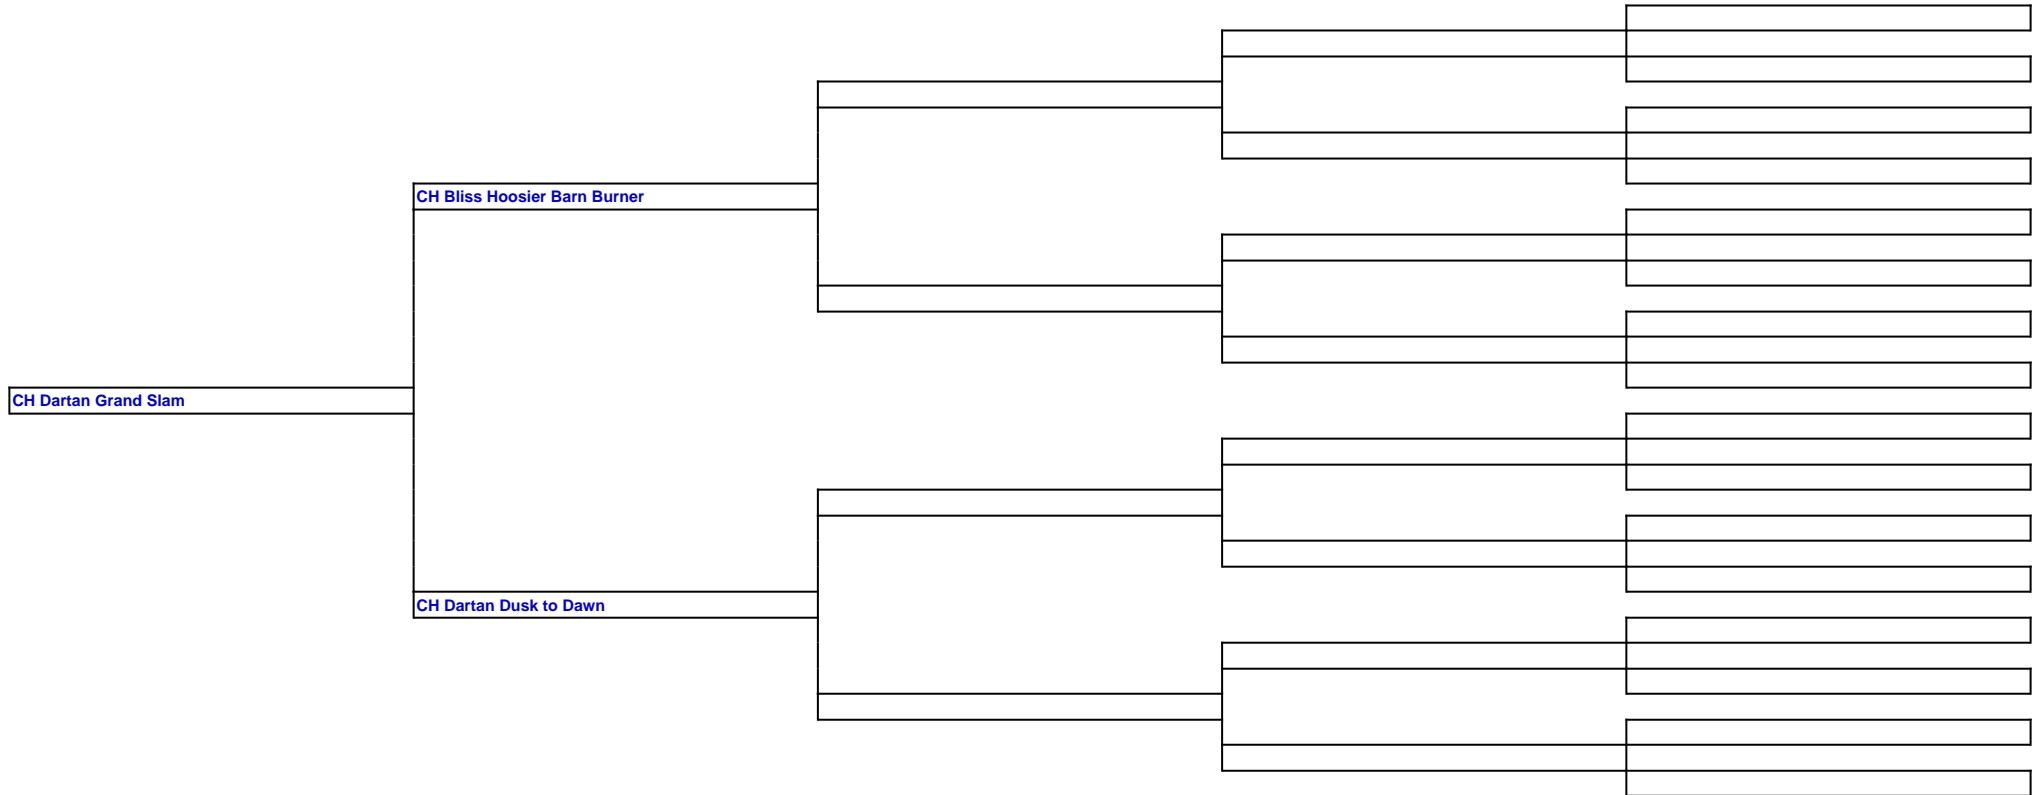 CH Bliss Hoosier Barn Burner
CH Dartan Grand Slam
CH Dartan Dusk to Dawn